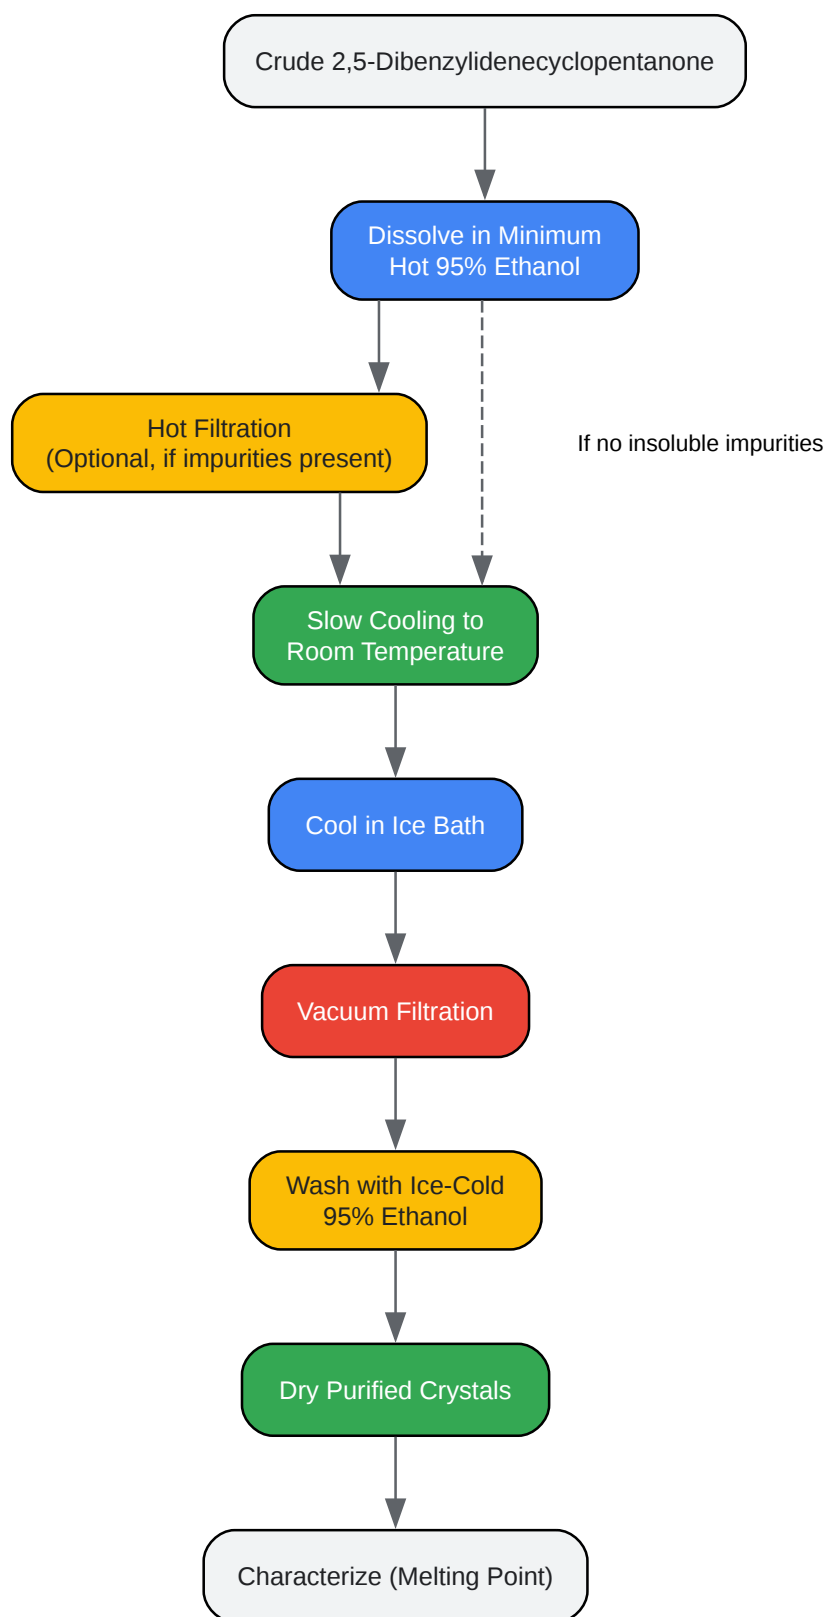 Crude 2,5-Dibenzylidenecyclopentanone
Dissolve in Minimum
Hot 95% Ethanol
Hot Filtration
(Optional, if impurities present)
If no insoluble impurities
Slow Cooling to
Room Temperature
Cool in Ice Bath
Vacuum Filtration
Wash with Ice-Cold
95% Ethanol
Dry Purified Crystals
Characterize (Melting Point)